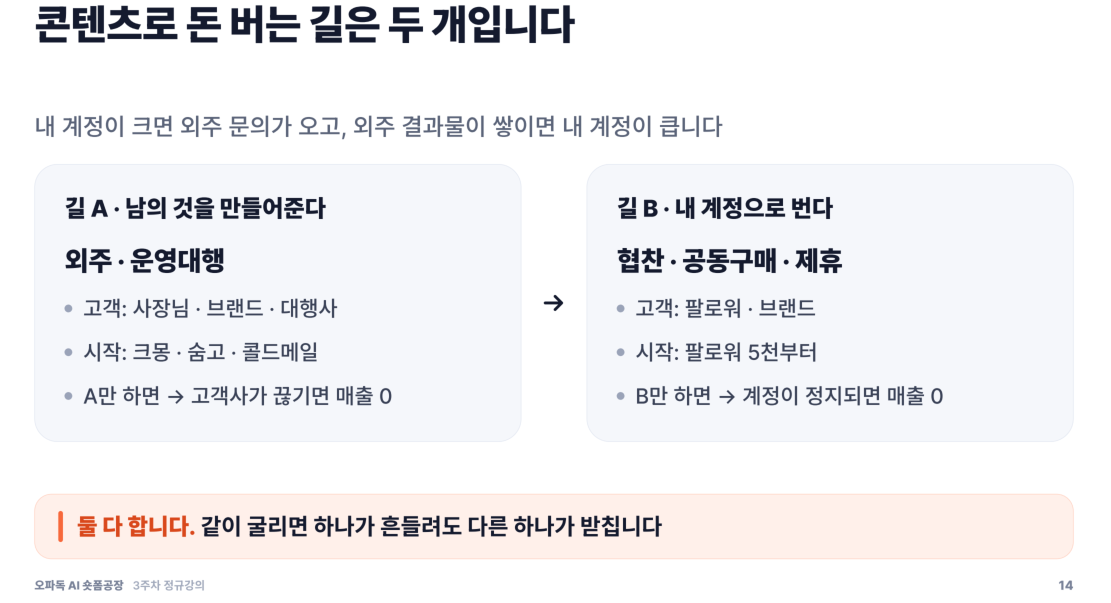 콘텐츠로 돈 버는 길은 두 개입니다
내 계정이 크면 외주 문의가 오고, 외주 결과물이 쌓이면 내 계정이 큽니다
길 A · 남의 것을 만들어준다
외주 · 운영대행
• 고객: 사장님 · 브랜드 · 대행사
• 시작: 크몽 · 숨고 · 콜드메일
• A만 하면 → 고객사가 끊기면 매출 0
→
길 B · 내 계정으로 번다
협찬 · 공동구매 · 제휴
• 고객: 팔로워 · 브랜드
• 시작: 팔로워 5천부터
• B만 하면 → 계정이 정지되면 매출 0
둘 다 합니다. 같이 굴리면 하나가 흔들려도 다른 하나가 받칩니다
오파독 AI 숏폼공장 3주차 정규강의
14